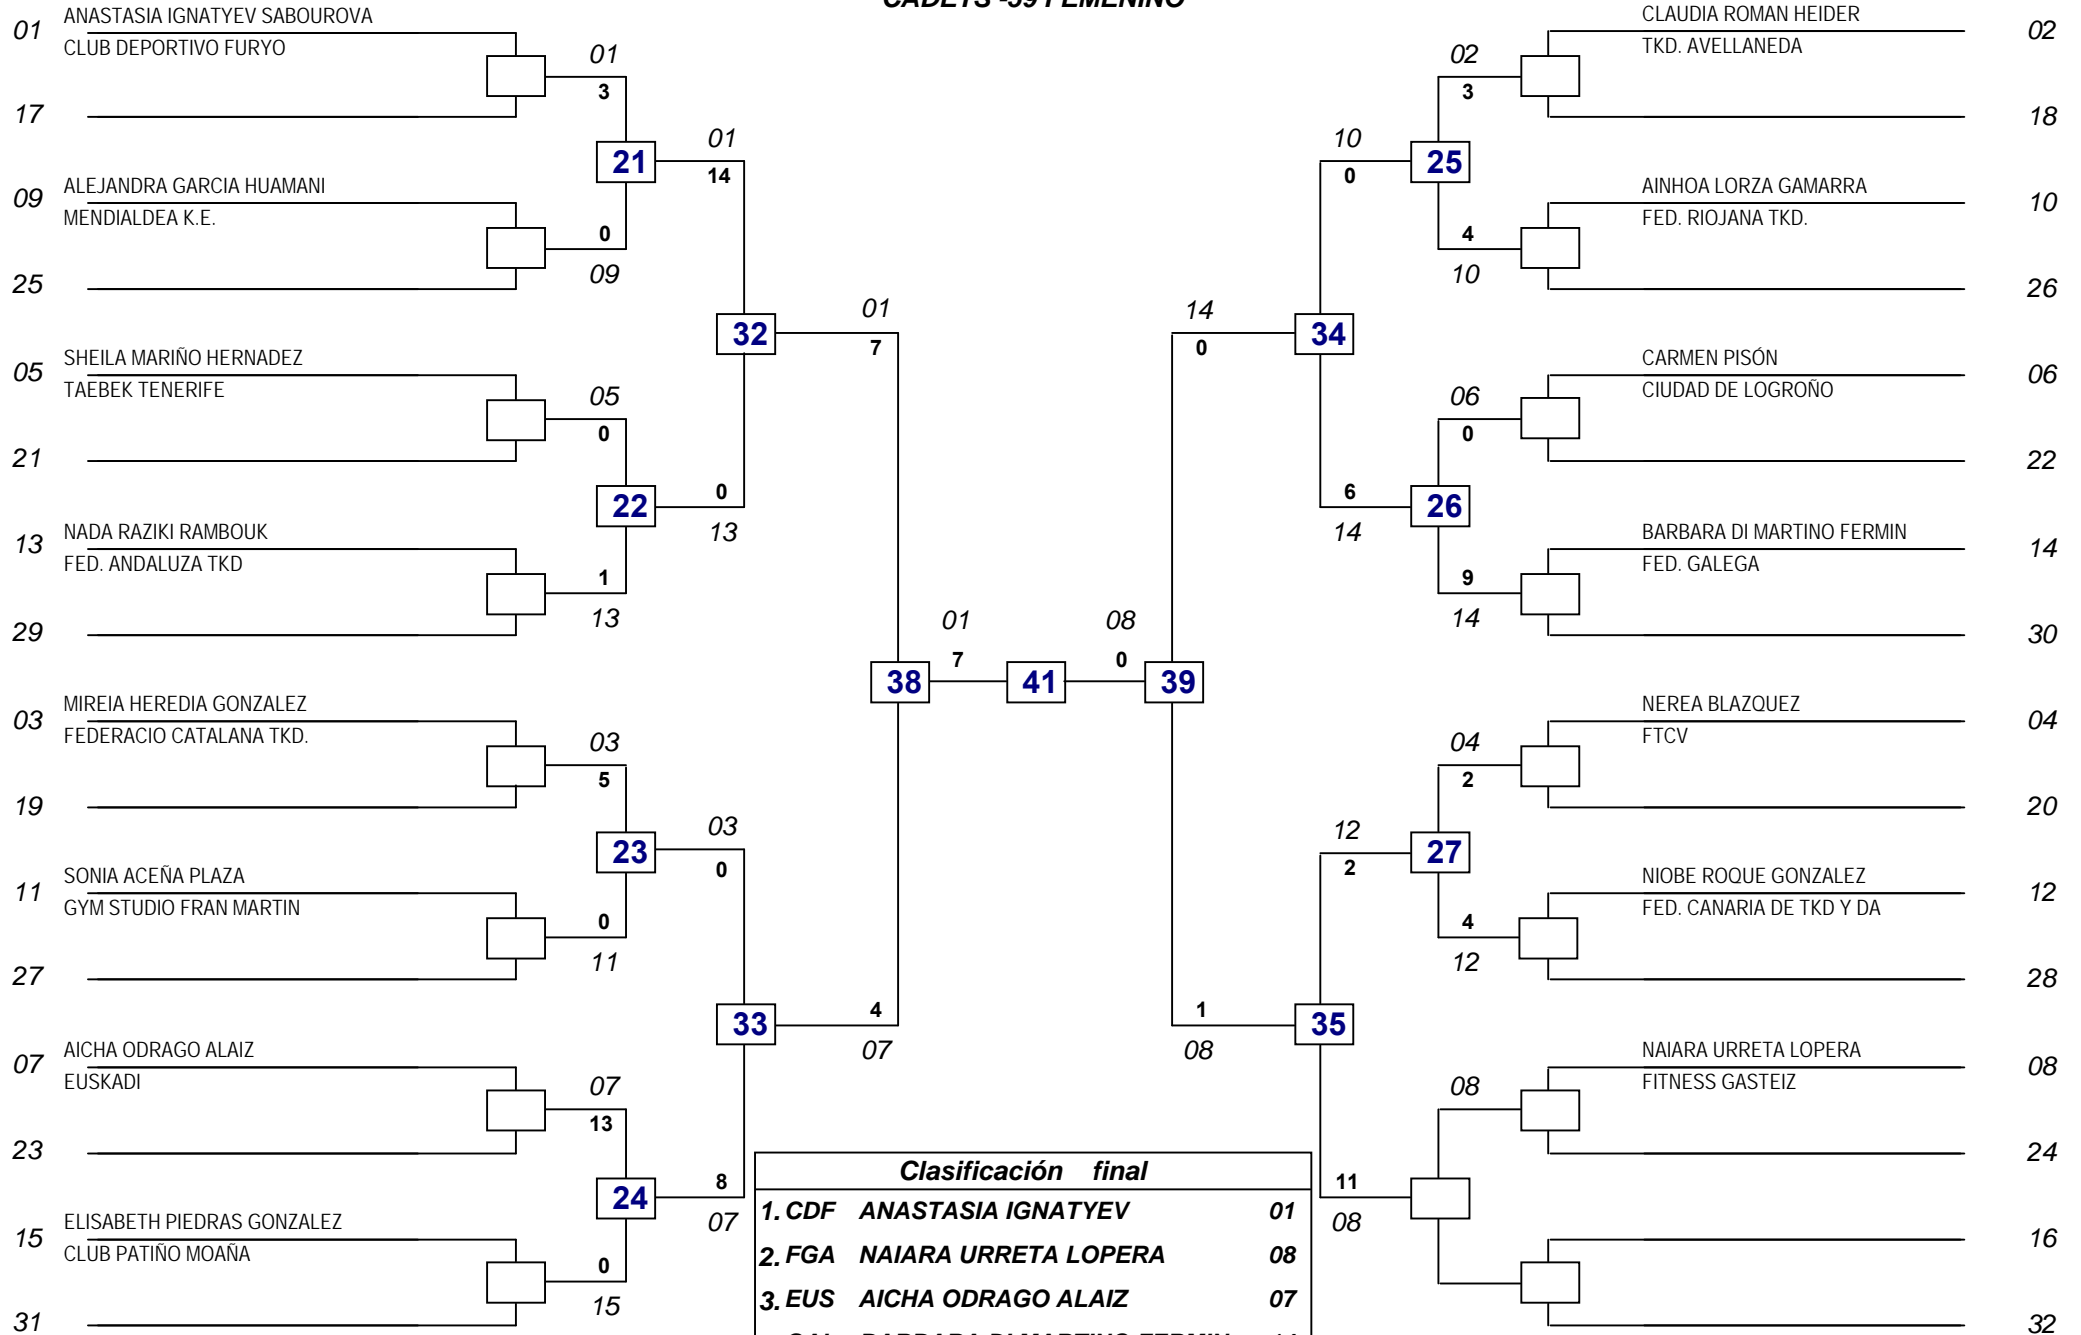 CADETS -59 FEMENINO
01 ANASTASIA IGNATYEV SABOUROVA
CLUB DEPORTIVO FURYO
17
09 ALEJANDRA GARCIA HUAMANI
MENDIALDEA K.E.
25
05 SHEILA MARIÑO HERNADEZ
TAEBEK TENERIFE
21
13 NADA RAZIKI RAMBOUK
FED. ANDALUZA TKD
29
03 MIREIA HEREDIA GONZALEZ
FEDERACIO CATALANA TKD.
19
11 SONIA ACEÑA PLAZA
GYM STUDIO FRAN MARTIN
27
07 AICHA ODRAGO ALAIZ
EUSKADI
23
15 ELISABETH PIEDRAS GONZALEZ
CLUB PATIÑO MOAÑA
31
01
3
21
0
09
05
0
22
1
13
03
5
23
0
11
07
13
24
0
15
01
14
32
0
13
03
0
33
8
07
01
7
38
4
07
01
7
41
08
0
39
14
0
1
08
10
0
34
6
14
12
2
35
11
08
02
3
25
4
10
06
0
26
9
14
04
2
27
4
12
08
CLAUDIA ROMAN HEIDER 02
TKD. AVELLANEDA
18
AINHOA LORZA GAMARRA 10
FED. RIOJANA TKD.
26
CARMEN PISÓN 06
CIUDAD DE LOGROÑO
22
BARBARA DI MARTINO FERMIN 14
FED. GALEGA
30
NEREA BLAZQUEZ 04
FTCV
20
NIOBE ROQUE GONZALEZ 12
FED. CANARIA DE TKD Y DA
28
NAIARA URRETA LOPERA 08
FITNESS GASTEIZ
24
16
32
Clasificación final
1. CDF ANASTASIA IGNATYEV 01
2. FGA NAIARA URRETA LOPERA 08
3. EUS AICHA ODRAGO ALAIZ 07
GAL BARBARA DI MARTINO FERMIN 14